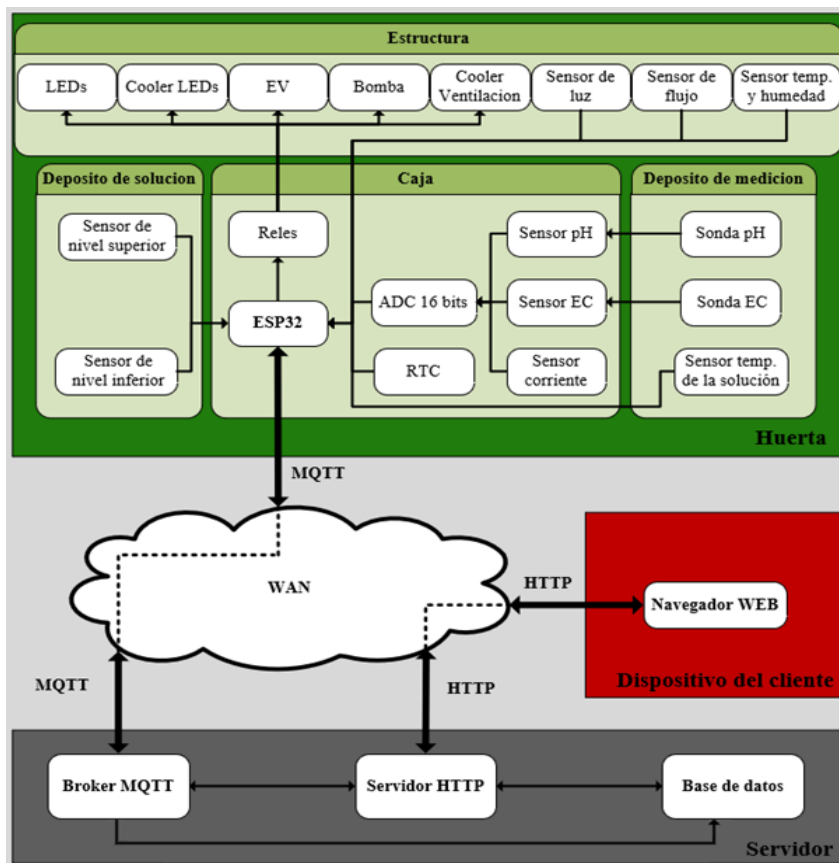 Estructura
LEDs
Cooler LEDs
EV
Bomba
Cooler
Ventilacion
Sensor de
luz
Sensor de
flujo
Sensor temp.
y humedad
Deposito de solucion
Caja
Deposito de medicion
Sensor de
nivel superior
Reles
Sensor pH
Sonda pH
ESP32
ADC 16 bits
Sensor EC
Sonda EC
Sensor de
nivel inferior
RTC
Sensor
corriente
Sensor temp.
de la solución
Huerta
MQTT
WAN
HTTP
Navegador WEB
Dispositivo del cliente
MQTT
HTTP
Broker MQTT
Servidor HTTP
Base de datos
Servidor